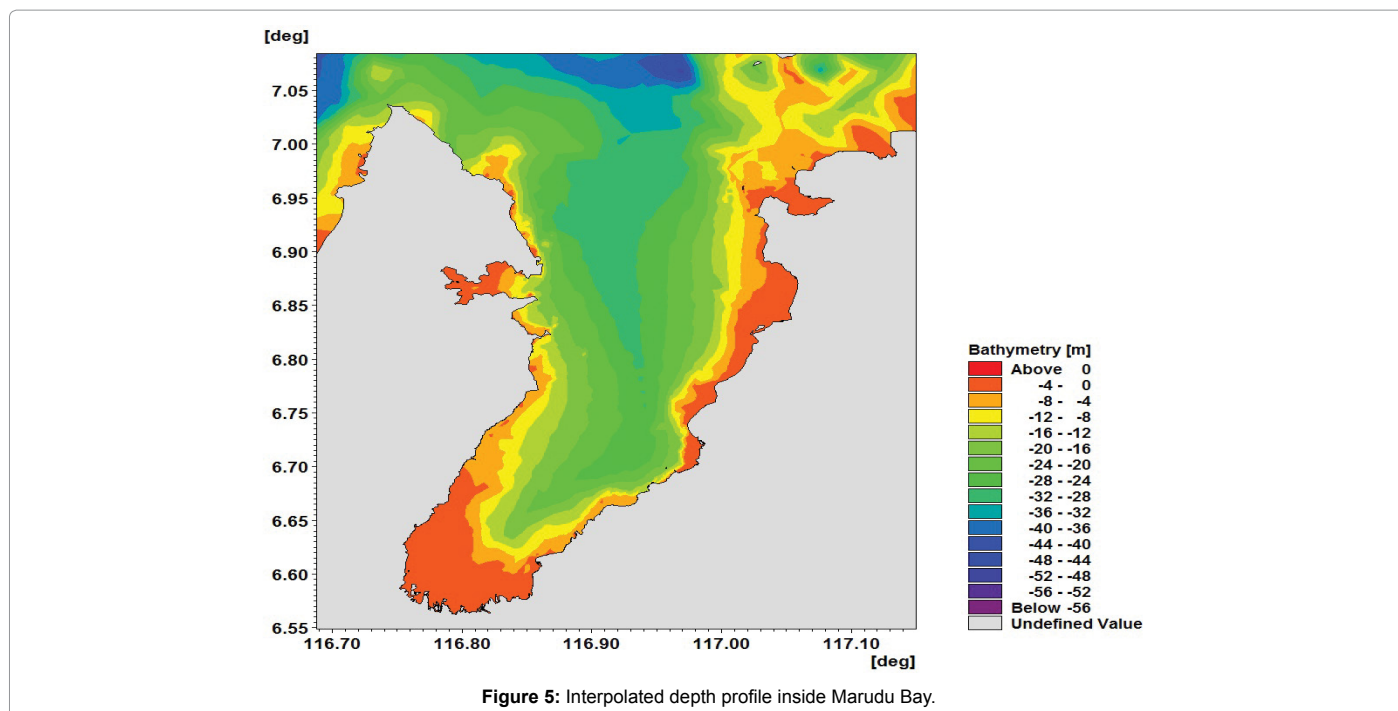 [deg]
7.05
7.00
6.95
6.90
6.85
6.80
6.75
6.70
6.65
6.60
6.55
116.70 116.80 116.90 117.00 117.10
[deg]
Bathymetry [m]
Above 0
-4 - 0
-8 - -4
-12 - -8
-16 - -12
-20 - -16
-24 - -20
-28 - -24
-32 - -28
-36 - -32
-40 - -36
-44 - -40
-48 - -44
-52 - -48
-56 - -52
Below -56
Undefined Value
Figure 5: Interpolated depth profile inside Marudu Bay.